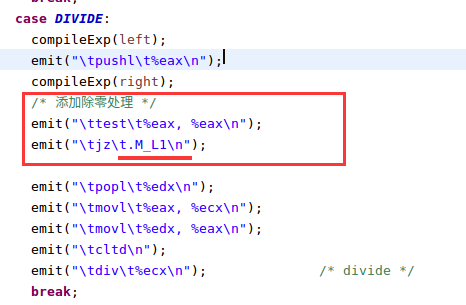 break;
case DIVIDE:
compileExp(left);
emit("\tpushl\t%eax\n");
compileExp(right);
/* 添加除零处理 */
emit("\ttest\t%eax, %eax\n");
emit("\tjz\t.M_L1\n");
emit("\tpopl\t%edx\n");
emit("\tmovl\t%eax, %ecx\n");
emit("\tmovl\t%edx, %eax\n");
emit("\tcltd\n");
emit("\tdiv\t%ecx\n"); /* divide */
break;